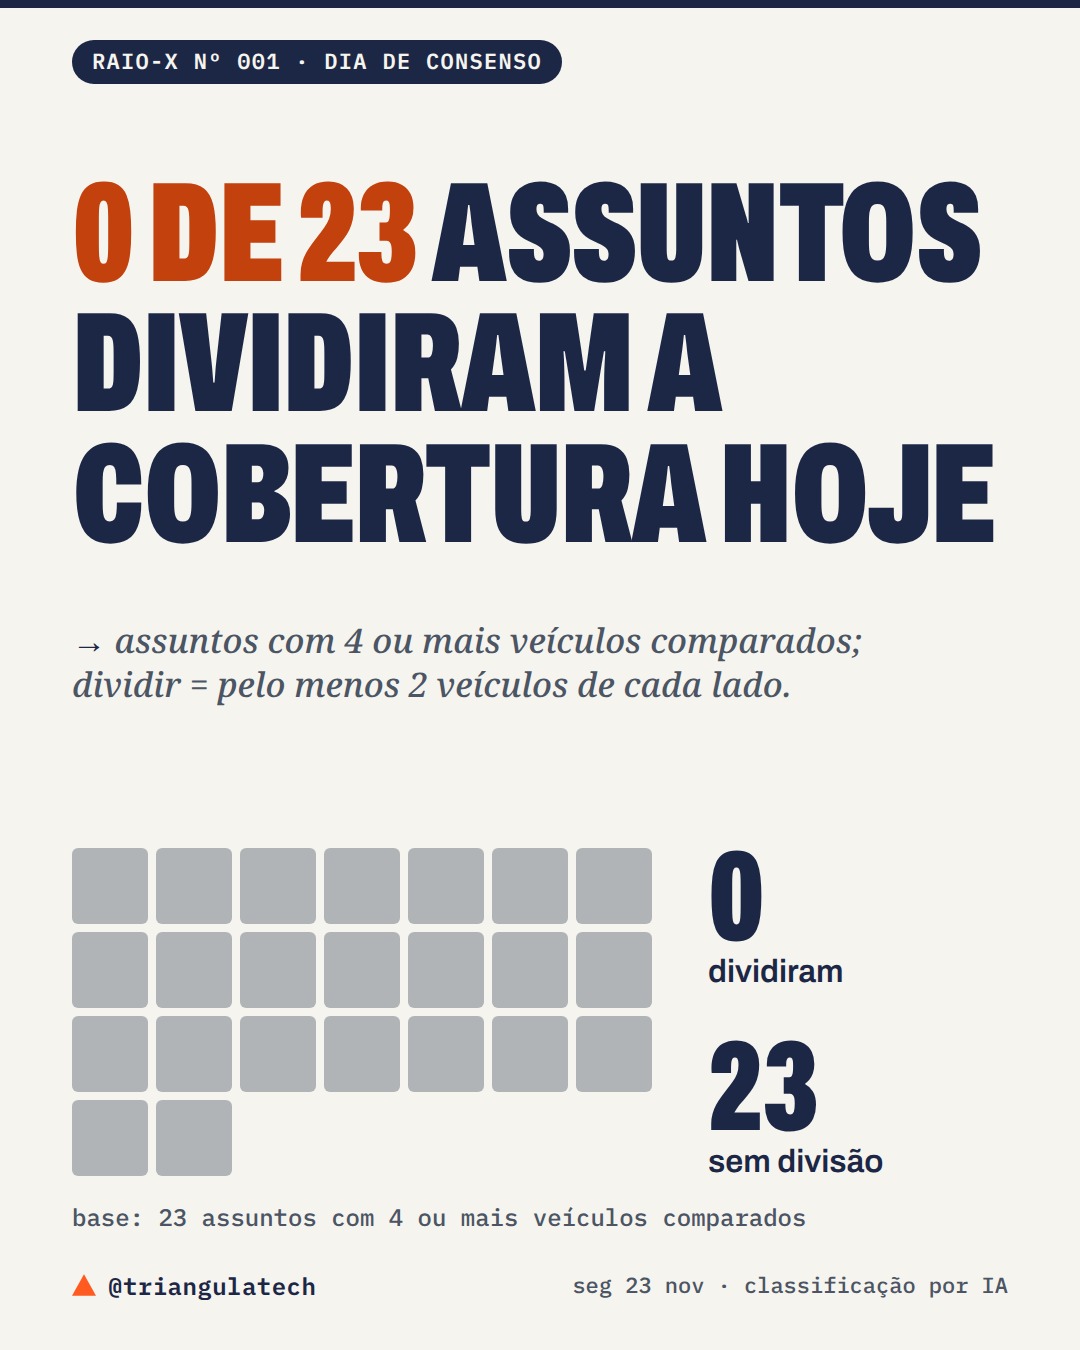 RAIO-X Nº 001 · DIA DE CONSENSO
0 DE 23 ASSUNTOS
DIVIDIRAM A
COBERTURA HOJE
→ assuntos com 4 ou mais veículos comparados;
dividir = pelo menos 2 veículos de cada lado.
0
dividiram
23
sem divisão
base: 23 assuntos com 4 ou mais veículos comparados
@triangulatech
seg 23 nov · classificação por IA